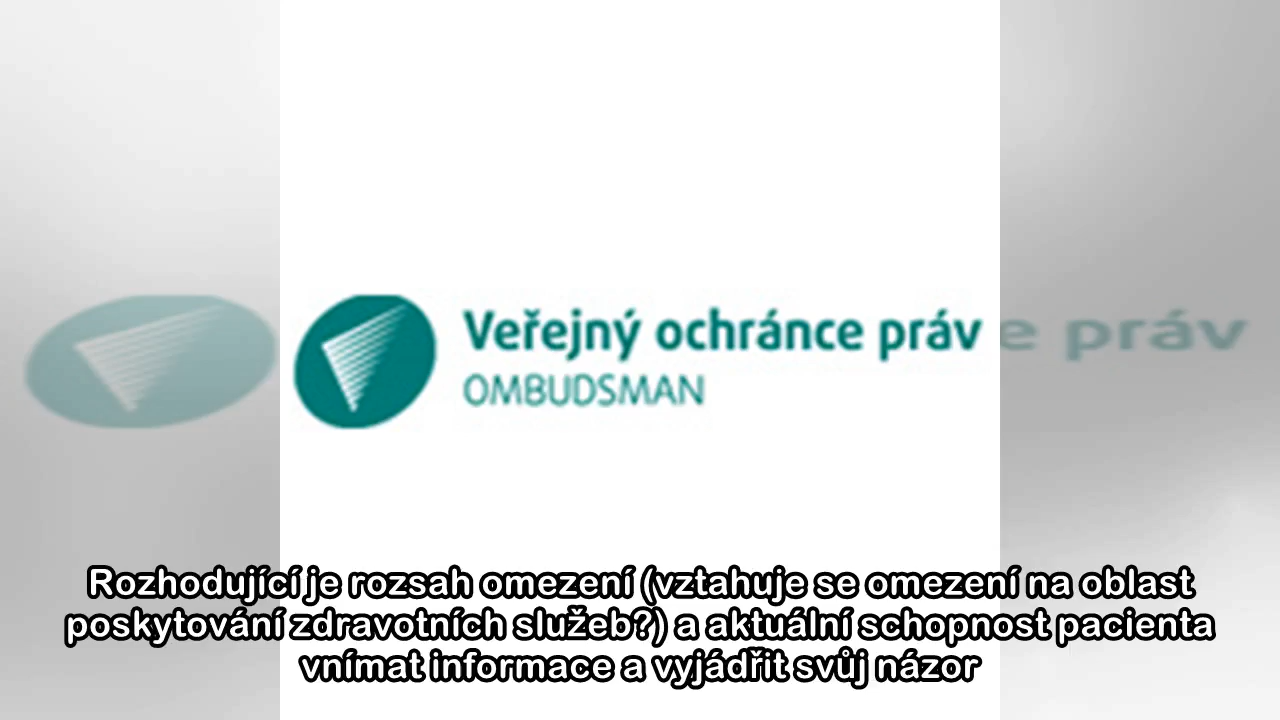 Veřejný ochránce práv
e práv
OMBUDSMAN
Rozhodující je rozsah omezení (vztahuje se omezení na oblast
poskytování zdravotních služeb?) a aktuální schopnost pacienta
vnímat informace a vyjádřit svůj názor